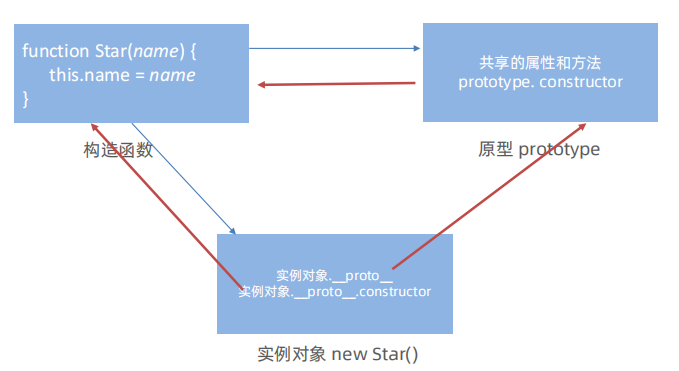 function Star(name) {
this.name = name
}
共享的属性和方法
prototype. constructor
构造函数
原型 prototype
实例对象.__proto__
实例对象.__proto__.constructor
实例对象 new Star()